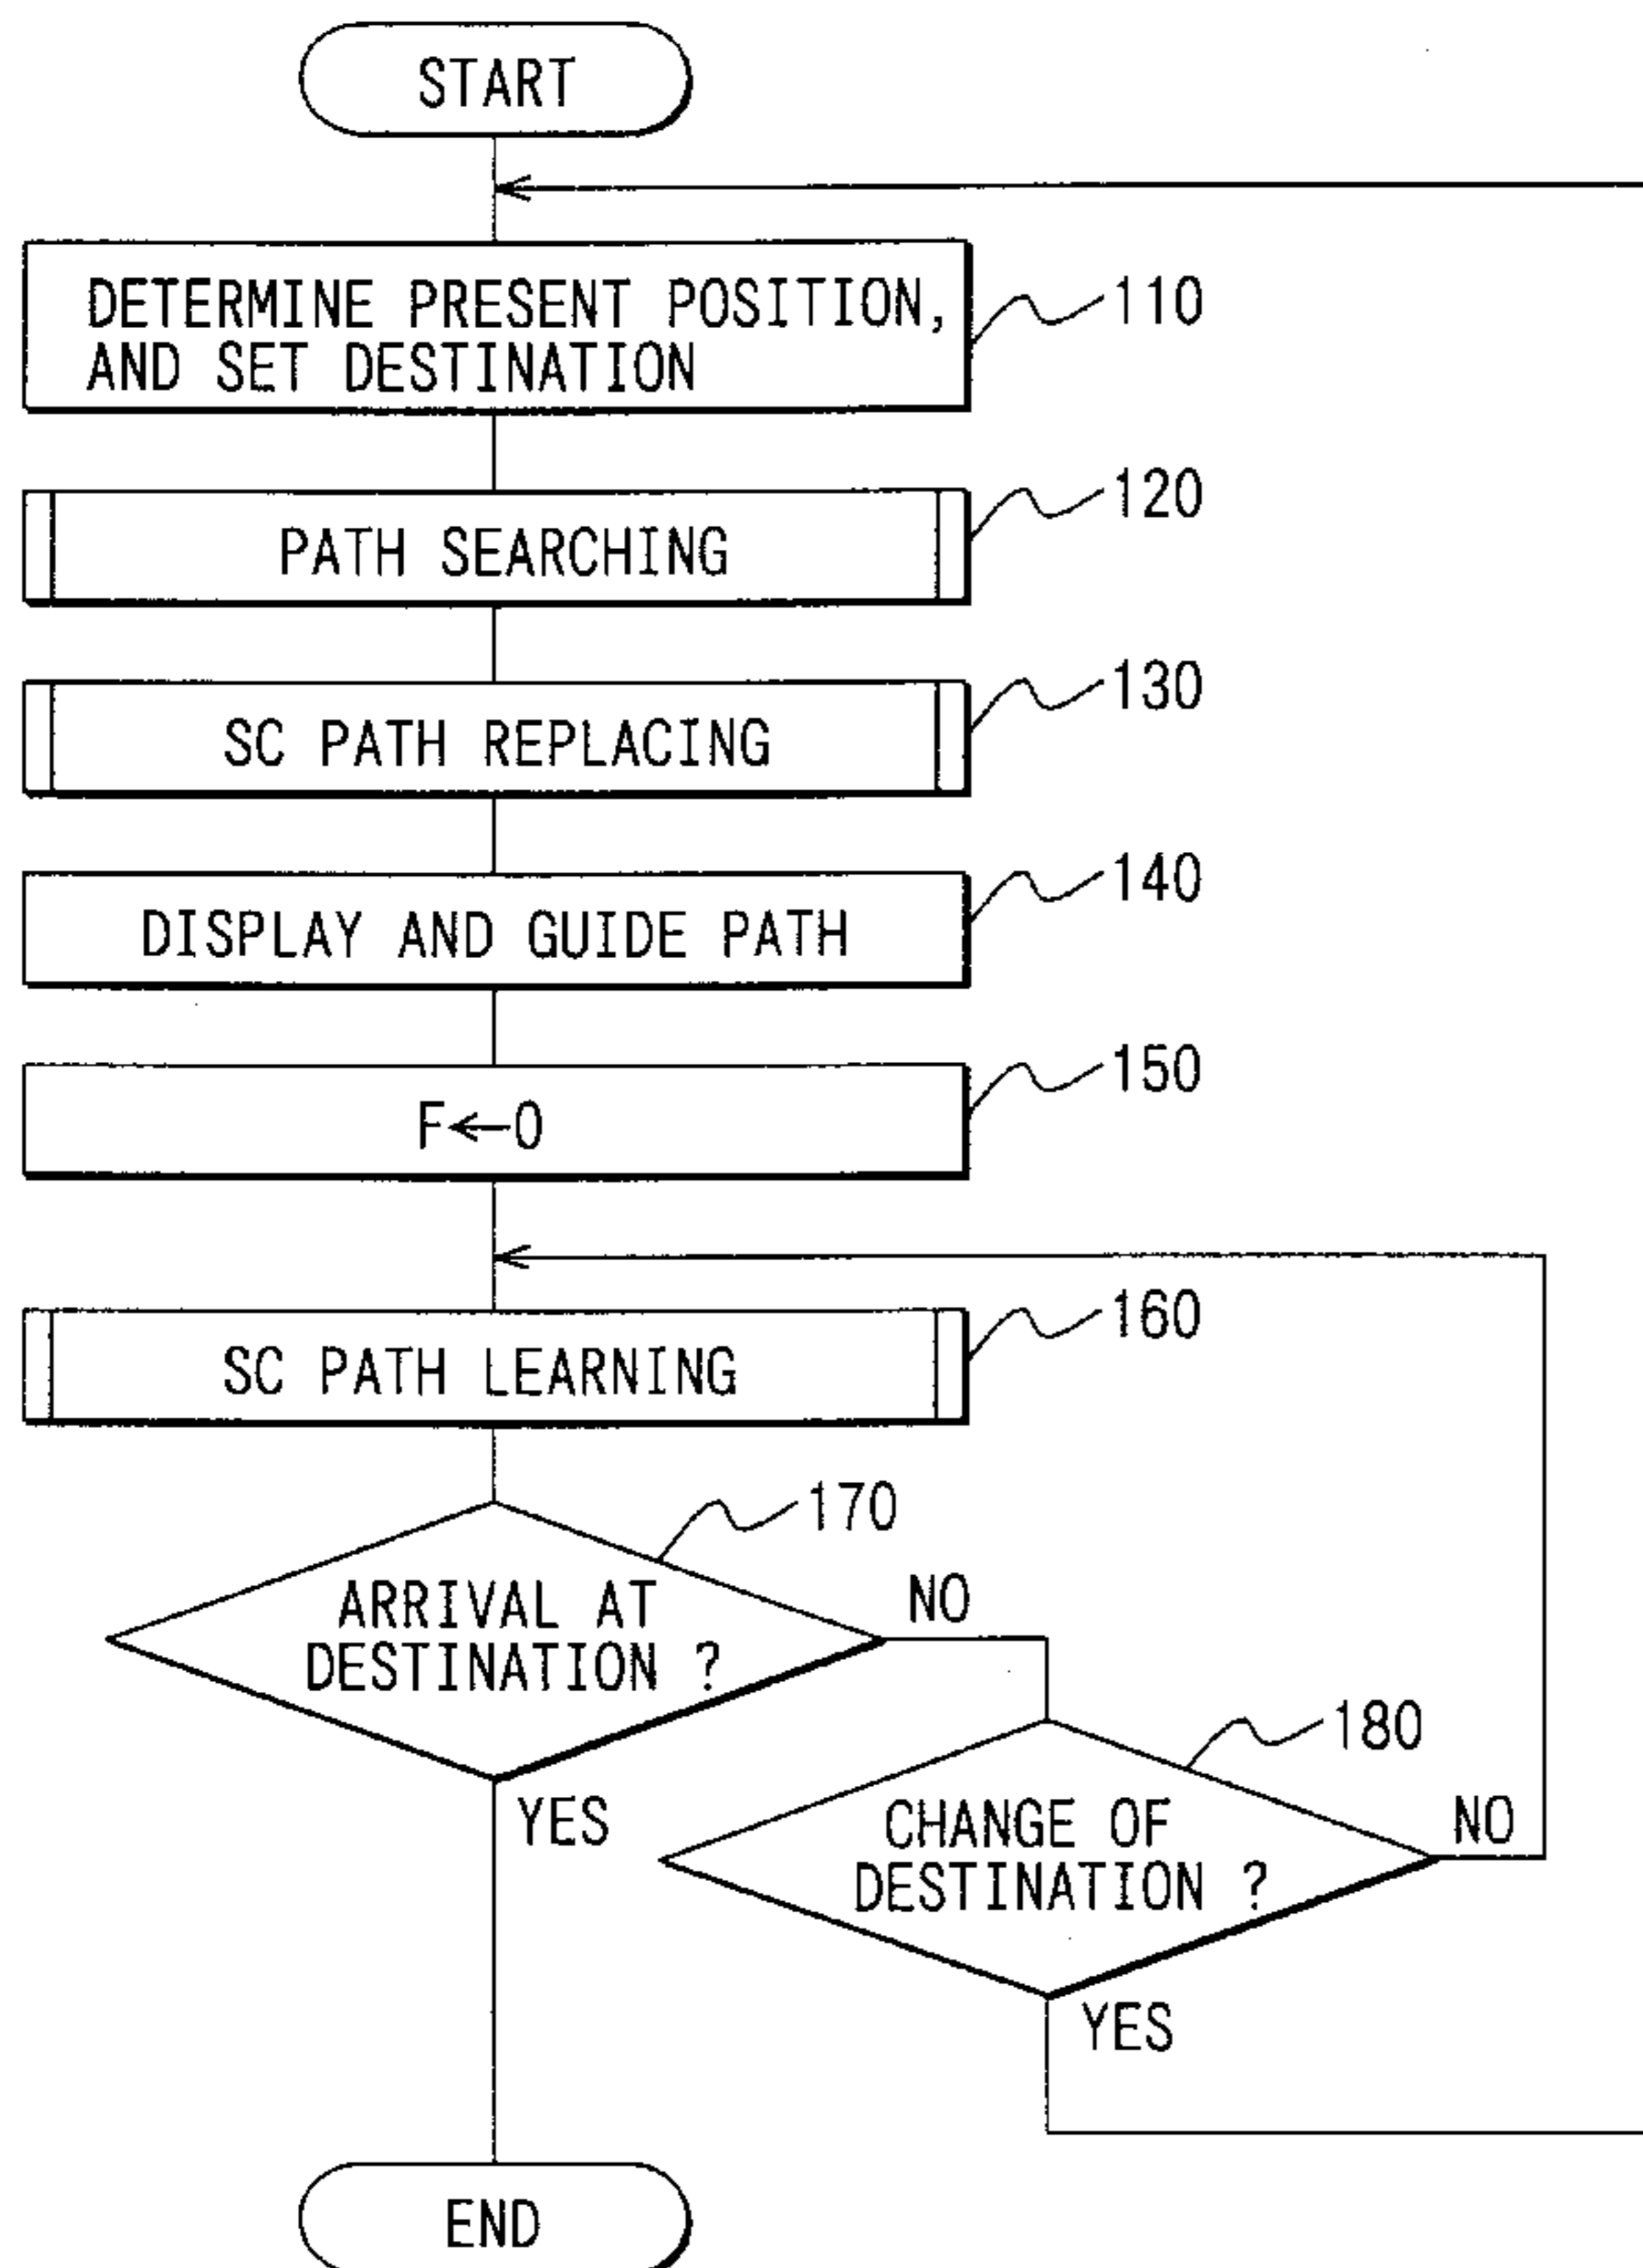 START
DETERMINE PRESENT POSITION,
AND SET DESTINATION
110
PATH SEARCHING
120
SC PATH REPLACING
130
DISPLAY AND GUIDE PATH
140
F←0
150
SC PATH LEARNING
160
170
ARRIVAL AT
DESTINATION ?
NO
YES
180
CHANGE OF
DESTINATION ?
NO
YES
END